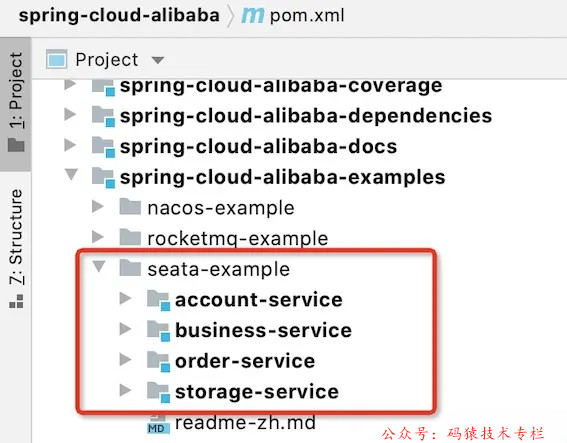 spring-cloud-alibaba 〉 m pom.xml
1: Project
Project
spring-cloud-alibaba-coverage
spring-cloud-alibaba-dependencies
spring-cloud-alibaba-docs
spring-cloud-alibaba-examples
nacos-example
rocketmq-example
seata-example
account-service
business-service
order-service
storage-service
MD readme-zh.md
Z: Structure
公众号：码猿技术专栏